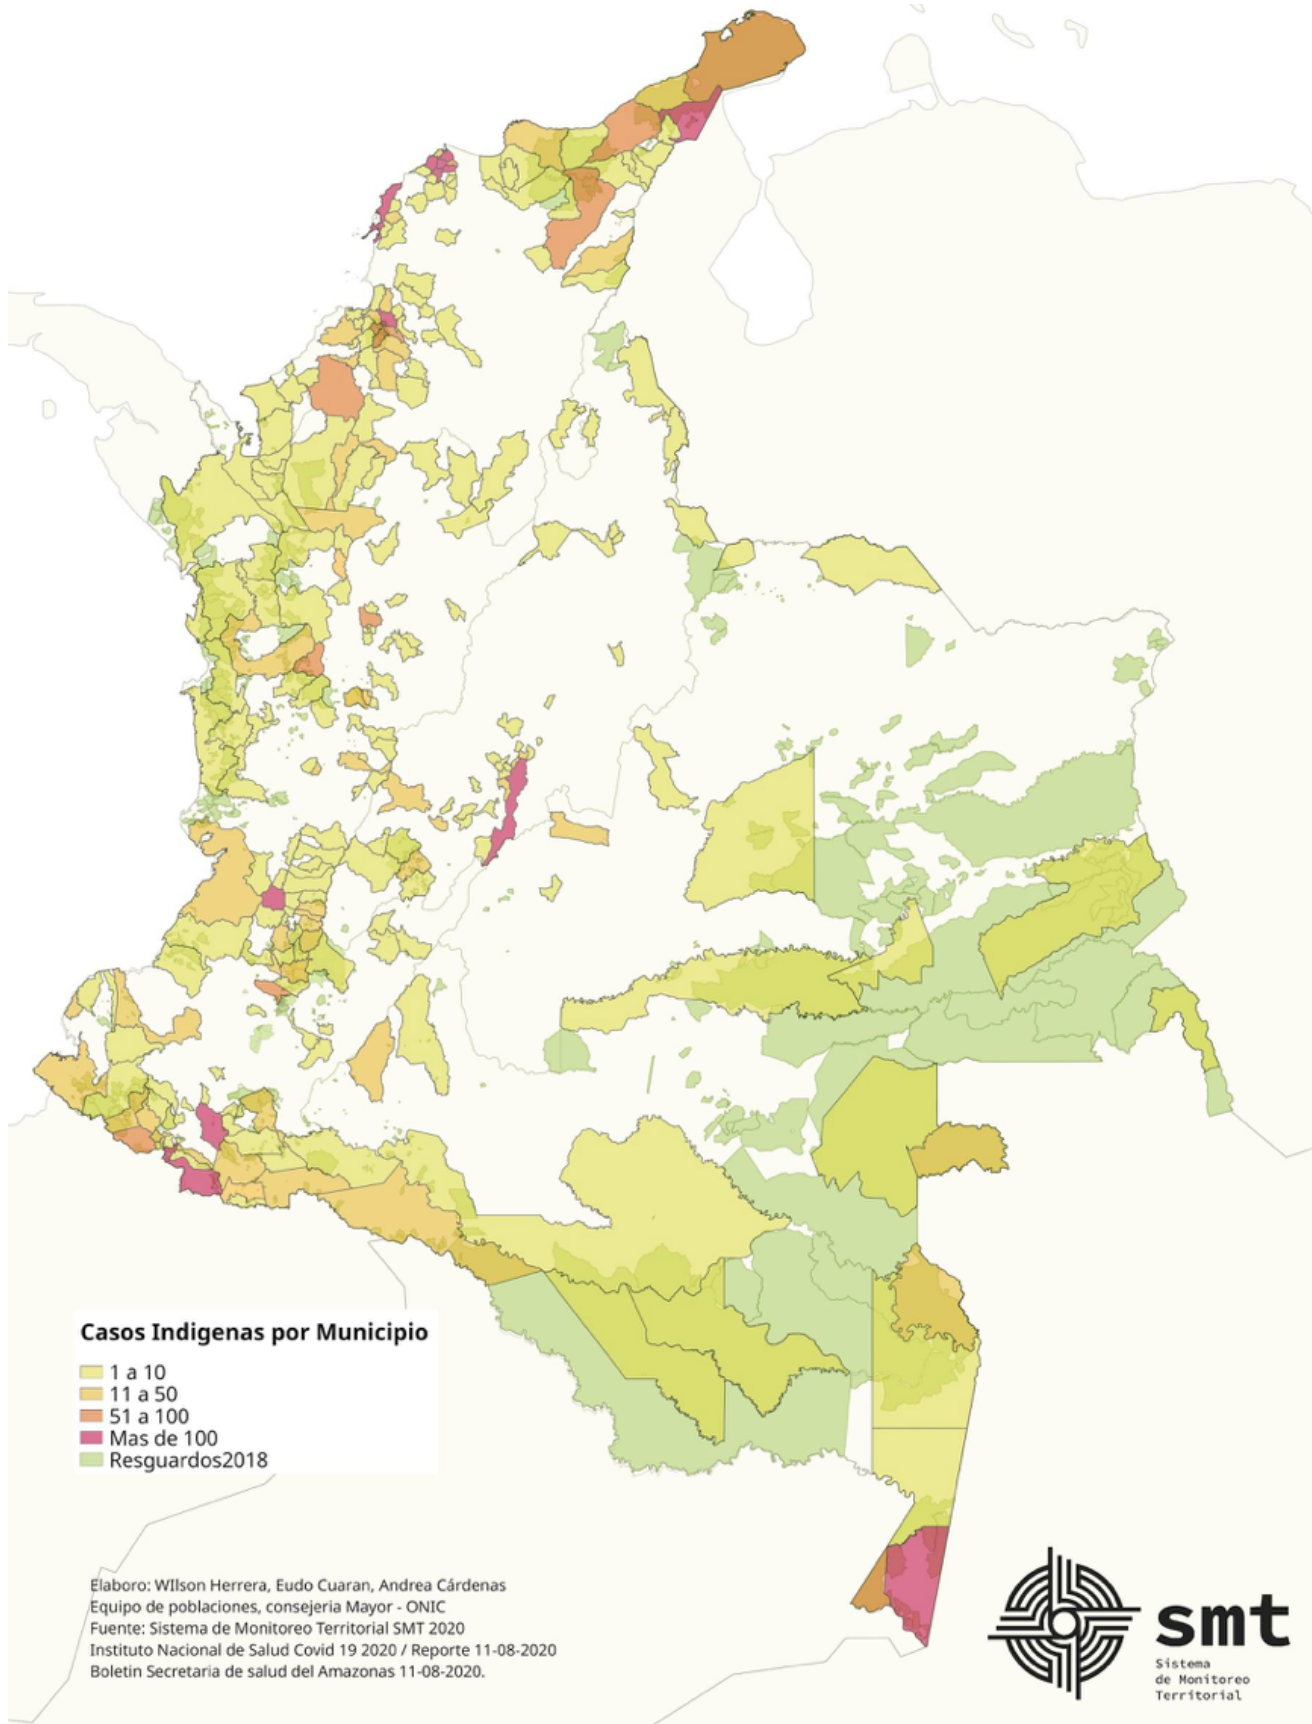 Casos Indigenas por Municipio
1 a 10
11 a 50
51 a 100
Mas de 100
Resguardos2018
Elaboro: WIlson Herrera, Eudo Cuaran, Andrea Cárdenas
Equipo de poblaciones, consejeria Mayor - ONIC
Fuente: Sistema de Monitoreo Territorial SMT 2020
Instituto Nacional de Salud Covid 19 2020 / Reporte 11-08-2020
Boletin Secretaria de salud del Amazonas 11-08-2020.
smt
Sistema
de Monitoreo
Territorial